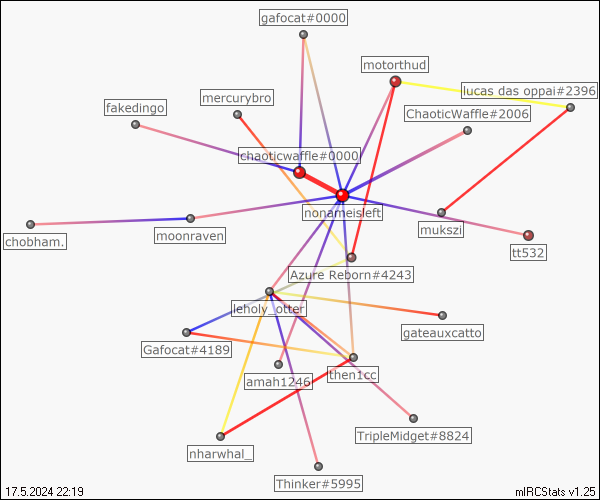 gafocat#0000
motorthud
lucas das oppai#2396
mercurybro
fakedingo
ChaoticWaffle#2006
chaoticwaffle#0000
nonameisleft
mukszi
chobham.
moonraven
tt532
Azure Reborn#4243
leholy_otter
gateauxcatto
Gafocat#4189
then1cc
amah1246
TripleMidget#8824
nharwhal_
Thinker#5995
17.5.2024 22:19
mIRCStats v1.25